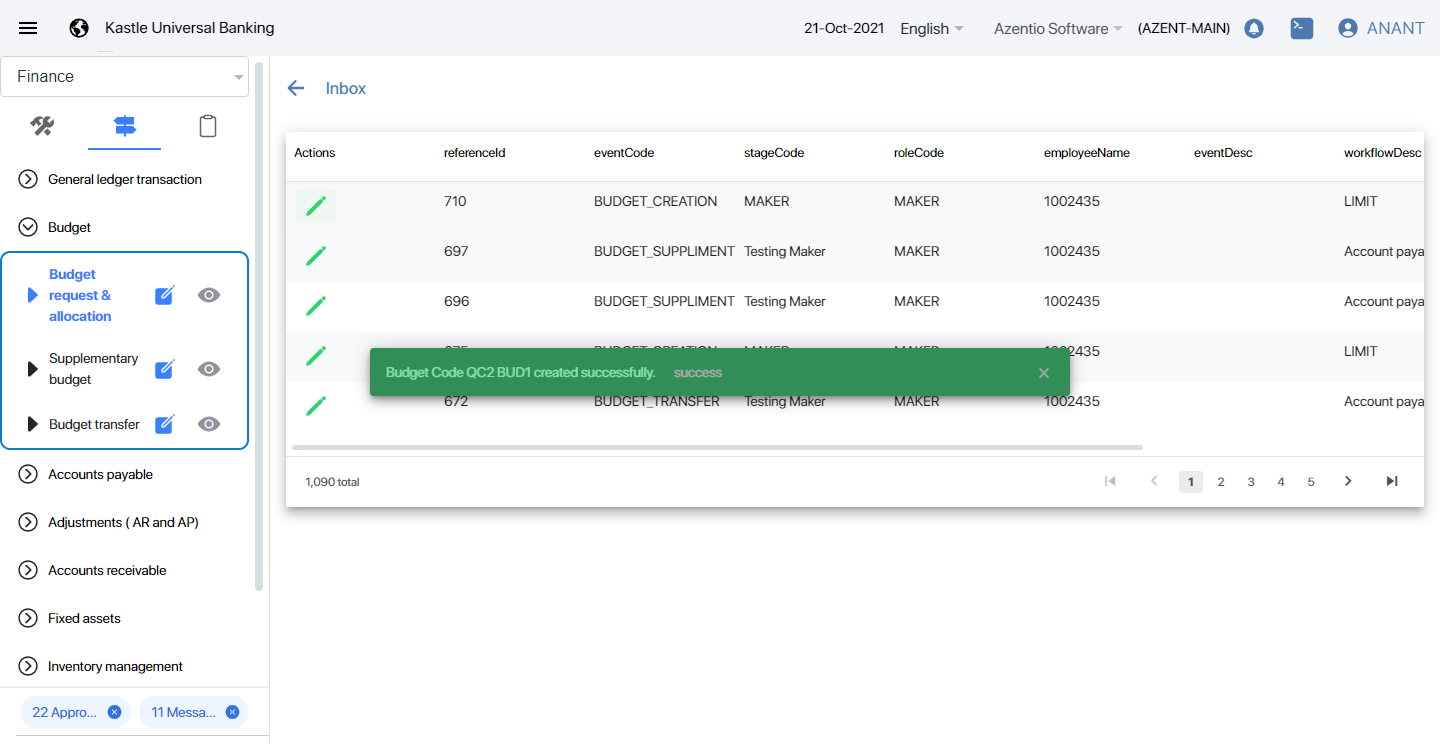 Kastle Universal Banking
21-Oct-2021
English
Azentio Software
(AZENT-MAIN)
ANANT
Finance
General ledger transaction
Budget
Budget
request &
allocation
Supplementary
budget
Budget transfer
Accounts payable
Adjustments ( AR and AP)
Accounts receivable
Fixed assets
Inventory management
22 Appro...
11 Messa...
Inbox
Actions referenceId eventCode stageCode roleCode employeeName eventDesc workflowDesc
710 BUDGET_CREATION MAKER MAKER 1002435 LIMIT
697 BUDGET_SUPPLIMENT Testing Maker MAKER 1002435 Account paya
696 BUDGET_SUPPLIMENT Testing Maker MAKER 1002435 Account paya
2435 LIMIT
Budget Code QC2 BUD1 created successfully. success
672 BUDGET_TRANSFER Testing Maker MAKER 1002435 Account paya
1,090 total
1 2 3 4 5